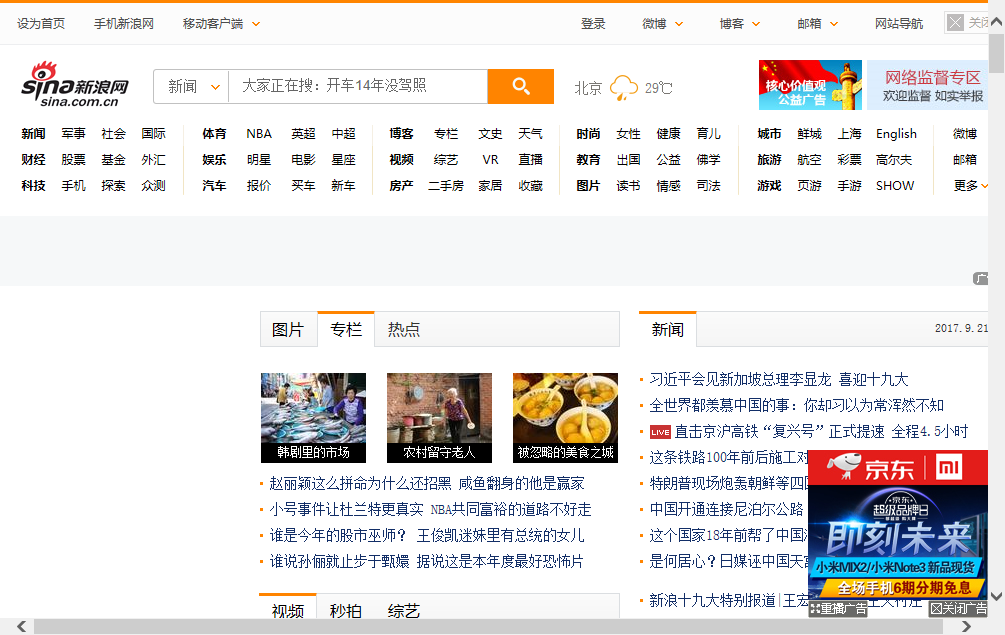 设为首页 手机新浪网 移动客户端 登录 微博 博客 邮箱 网站导航 关闭
sina新浪网
sina.com.cn
新闻 大家正在搜：开车14年没驾照
北京 29℃
核心价值观
公益广告
网络监督专区
欢迎监督 如实举报
新闻 军事 社会 国际 体育 NBA 英超 中超 博客 专栏 文史 天气 时尚 女性 健康 育儿 城市 鲜城 上海 English 微博
财经 股票 基金 外汇 娱乐 明星 电影 星座 视频 综艺 VR 直播 教育 出国 公益 佛学 旅游 航空 彩票 高尔夫 邮箱
科技 手机 探索 众测 汽车 报价 买车 新车 房产 二手房 家居 收藏 图片 读书 情感 司法 游戏 页游 手游 SHOW 更多
广
图片 专栏 热点
韩剧里的市场 农村留守老人 被忽略的美食之城
赵丽颖这么拼命为什么还招黑 咸鱼翻身的他是赢家
小号事件让杜兰特更真实 NBA共同富裕的道路不好走
谁是今年的股市巫师？ 王俊凯迷妹里有总统的女儿
谁说孙俪就止步于甄嬛 据说这是本年度最好恐怖片
视频 秒拍 综艺
新闻 2017.9.21
习近平会见新加坡总理李显龙 喜迎十九大
全世界都羡慕中国的事：你却习以为常浑然不知
LIVE 直击京沪高铁“复兴号”正式提速 全程4.5小时
这条铁路100年前后施工对
特朗普现场炮轰朝鲜等四国
中国开通连接尼泊尔公路
这个国家18年前帮了中国
是何居心？日媒诬中国天宫
新浪十九大特别报道|王宏
京东 mi
京东
超级品牌日
即刻未来
小米MIX2/小米Note3 新品现货
全场手机6期分期免息
重播广告 关闭广告